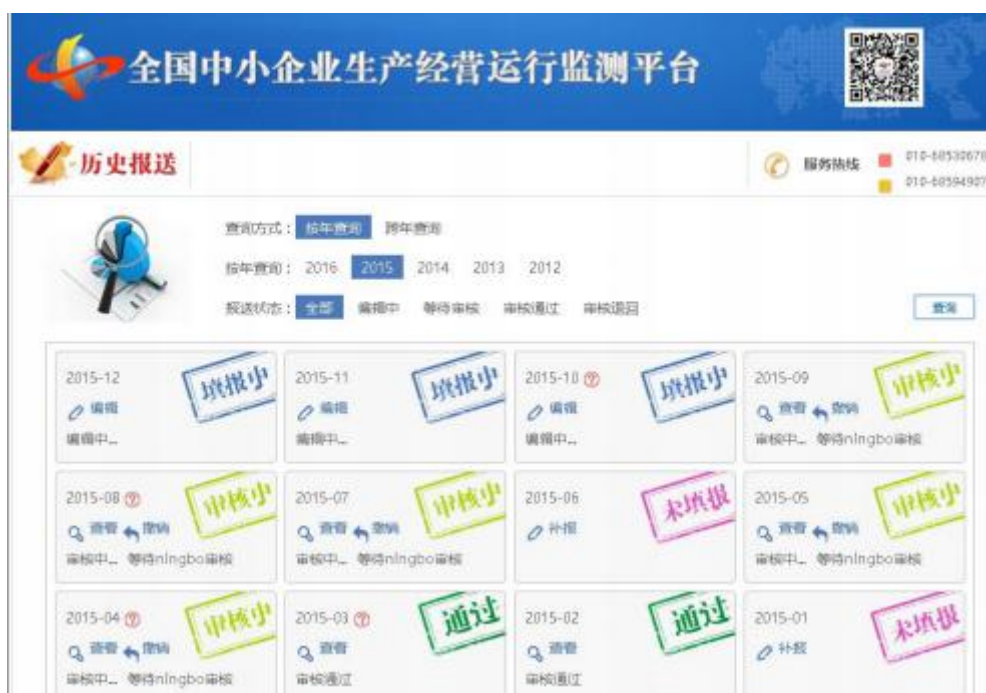 全国中小企业生产经营运行监测平台
历史报送
服务热线 010-68530678
010-68594907
查询方式： 按年查询 跨年查询
按年查询： 2016 2015 2014 2013 2012
报送状态： 全部 编辑中 等待审核 审核通过 审核退回
查询
2015-12 填报中
编辑
编辑中...
2015-11 填报中
编辑
编辑中...
2015-10 填报中
编辑
编辑中...
2015-09 审核中
查看 撤销
审核中... 等待ningbo审核
2015-08 审核中
查看 撤销
审核中... 等待ningbo审核
2015-07 审核中
查看 撤销
审核中... 等待ningbo审核
2015-06 未填报
补报
2015-05 审核中
查看 撤销
审核中... 等待ningbo审核
2015-04 审核中
查看 撤销
审核中... 等待ningbo审核
2015-03 通过
查看
审核通过
2015-02 通过
查看
审核通过
2015-01 未填报
补报